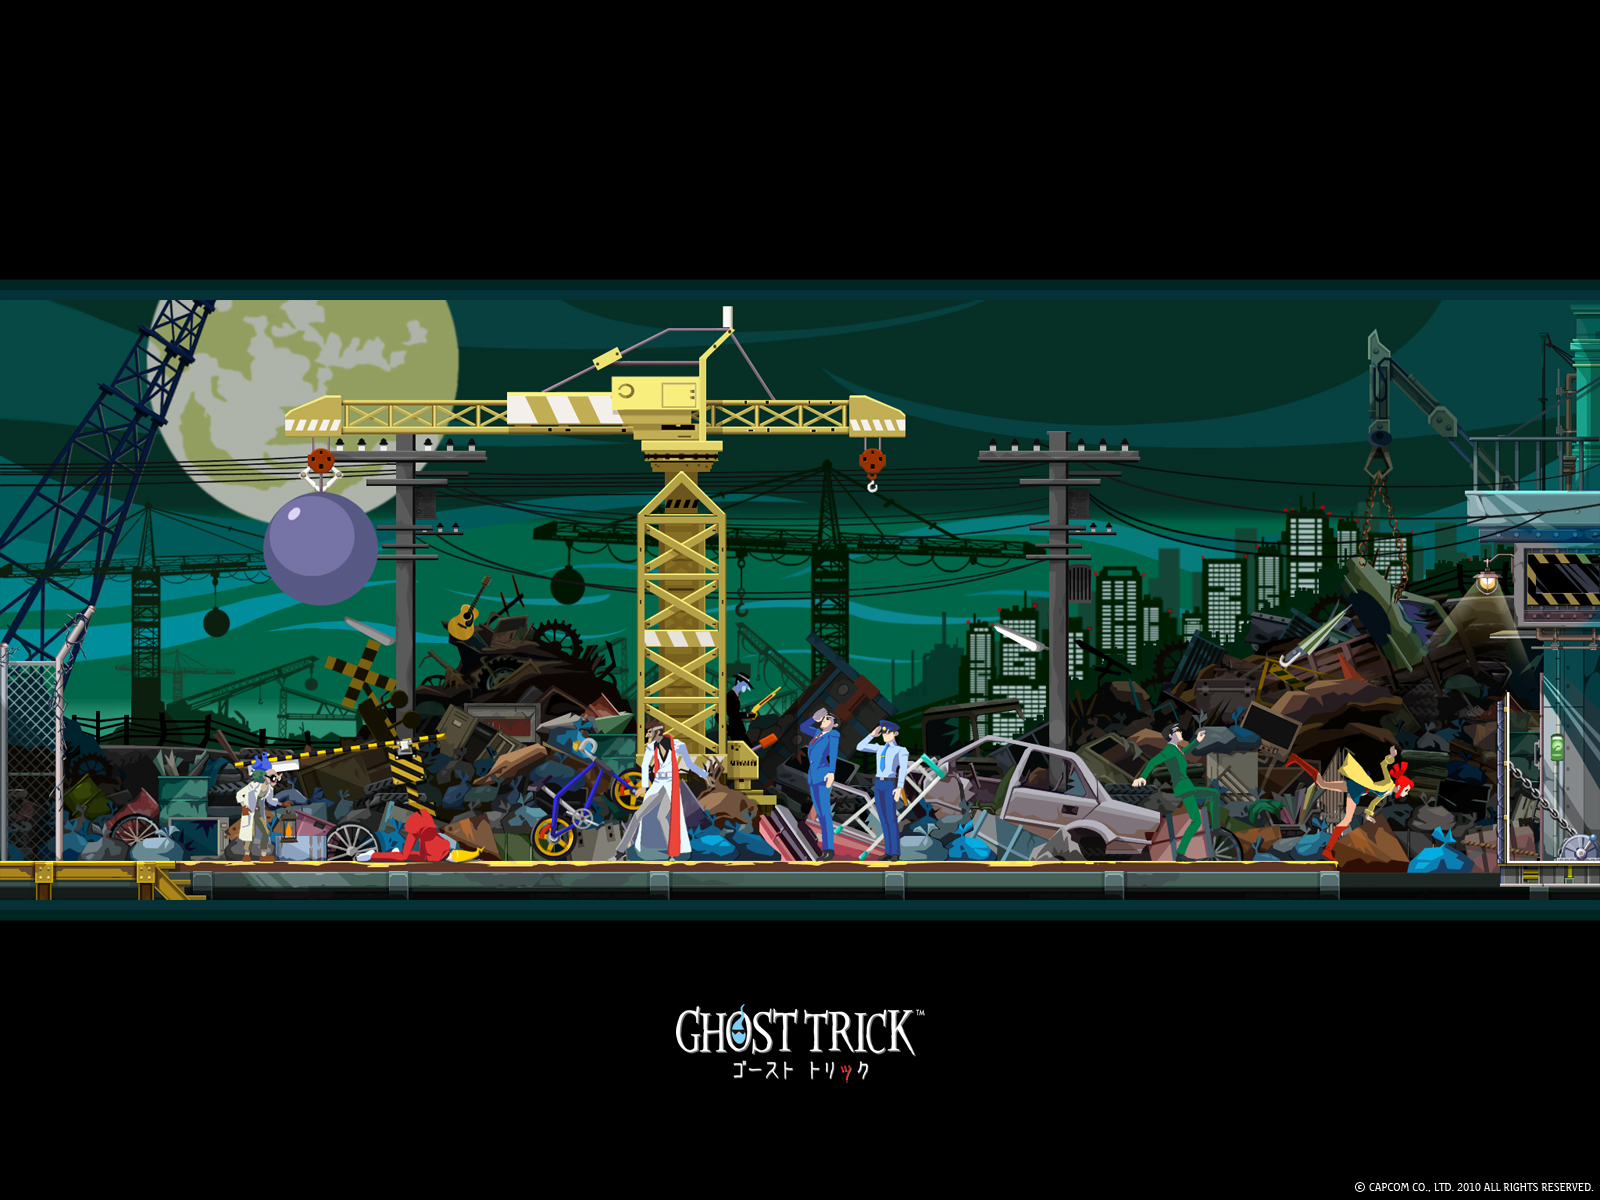 GHOST TRICK™
ゴースト トリック
© CAPCOM CO., LTD. 2010 ALL RIGHTS RESERVED.